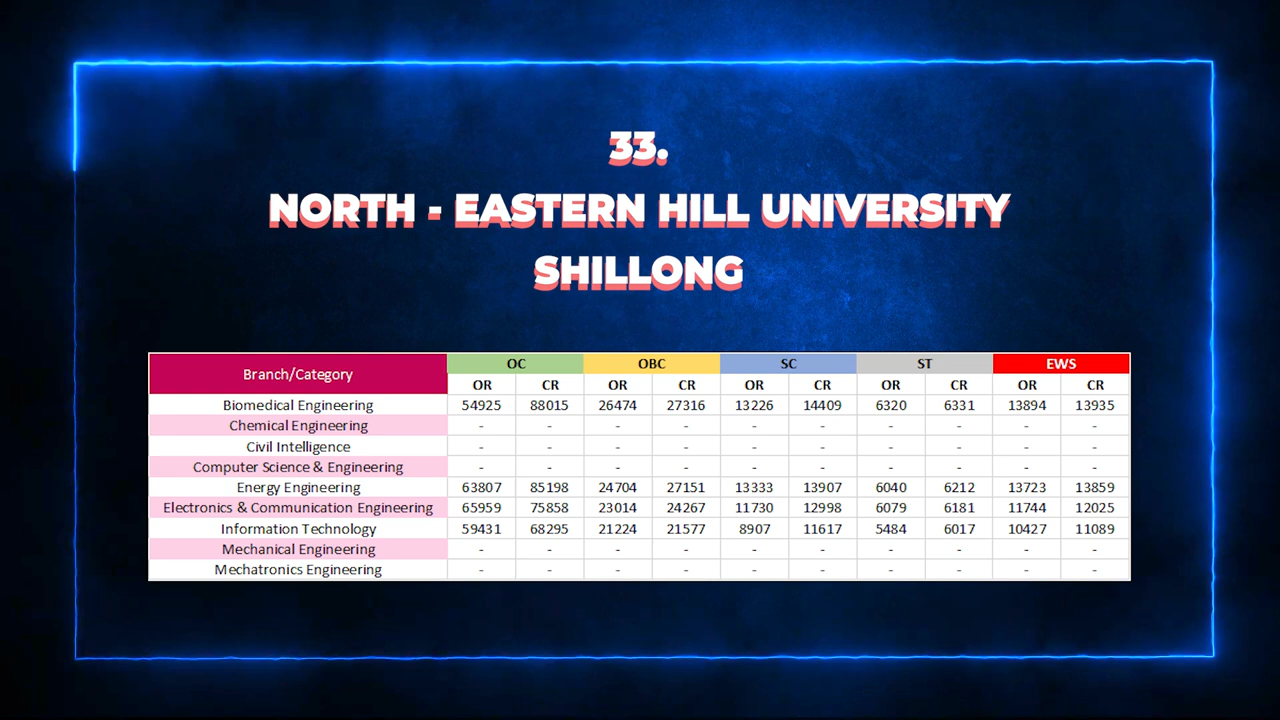 33.
NORTH - EASTERN HILL UNIVERSITY
SHILLONG
Branch/Category OC OBC SC ST EWS
OR CR OR CR OR CR OR CR OR CR
Biomedical Engineering 54925 88015 26474 27316 13226 14409 6320 6331 13894 13935
Chemical Engineering - - - - - - - - - -
Civil Intelligence - - - - - - - - - -
Computer Science & Engineering - - - - - - - - - -
Energy Engineering 63807 85198 24704 27151 13333 13907 6040 6212 13723 13859
Electronics & Communication Engineering 65959 75858 23014 24267 11730 12998 6079 6181 11744 12025
Information Technology 59431 68295 21224 21577 8907 11617 5484 6017 10427 11089
Mechanical Engineering - - - - - - - - - -
Mechatronics Engineering - - - - - - - - - -